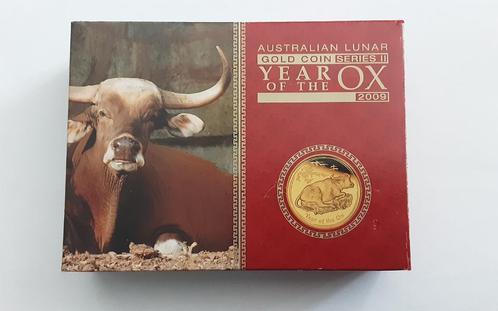 AUSTRALIAN LUNAR
GOLD COIN SERIES II
YEAR OF THE OX
2009
Year of the Ox